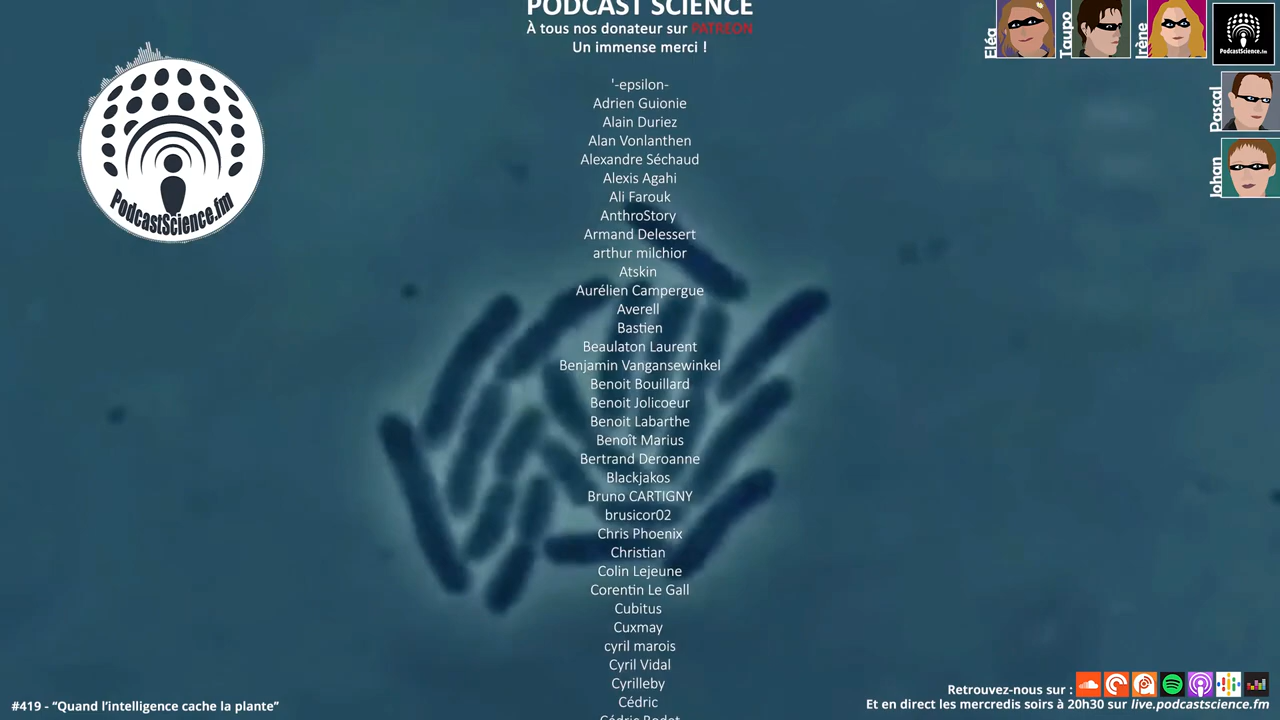 PODCAST SCIENCE
À tous nos donateur sur PATREON
Un immense merci !
'-epsilon-
Adrien Guionie
Alain Duriez
Alan Vonlanthen
Alexandre Séchaud
Alexis Agahi
Ali Farouk
AnthroStory
Armand Delessert
arthur milchior
Atskin
Aurélien Campergue
Averell
Bastien
Beaulaton Laurent
Benjamin Vangansewinkel
Benoit Bouillard
Benoit Jolicoeur
Benoit Labarthe
Benoît Marius
Bertrand Deroanne
Blackjakos
Bruno CARTIGNY
brusicor02
Chris Phoenix
Christian
Colin Lejeune
Corentin Le Gall
Cubitus
Cuxmay
cyril marois
Cyril Vidal
Cyrilleby
Cédric
Cédric Bodet
PodcastScience.fm
Eléa
Taupo
Irène
PodcastScience.fm
Pascal
Johan
#419 - “Quand l’intelligence cache la plante”
Retrouvez-nous sur :
Et en direct les mercredis soirs à 20h30 sur live.podcastscience.fm